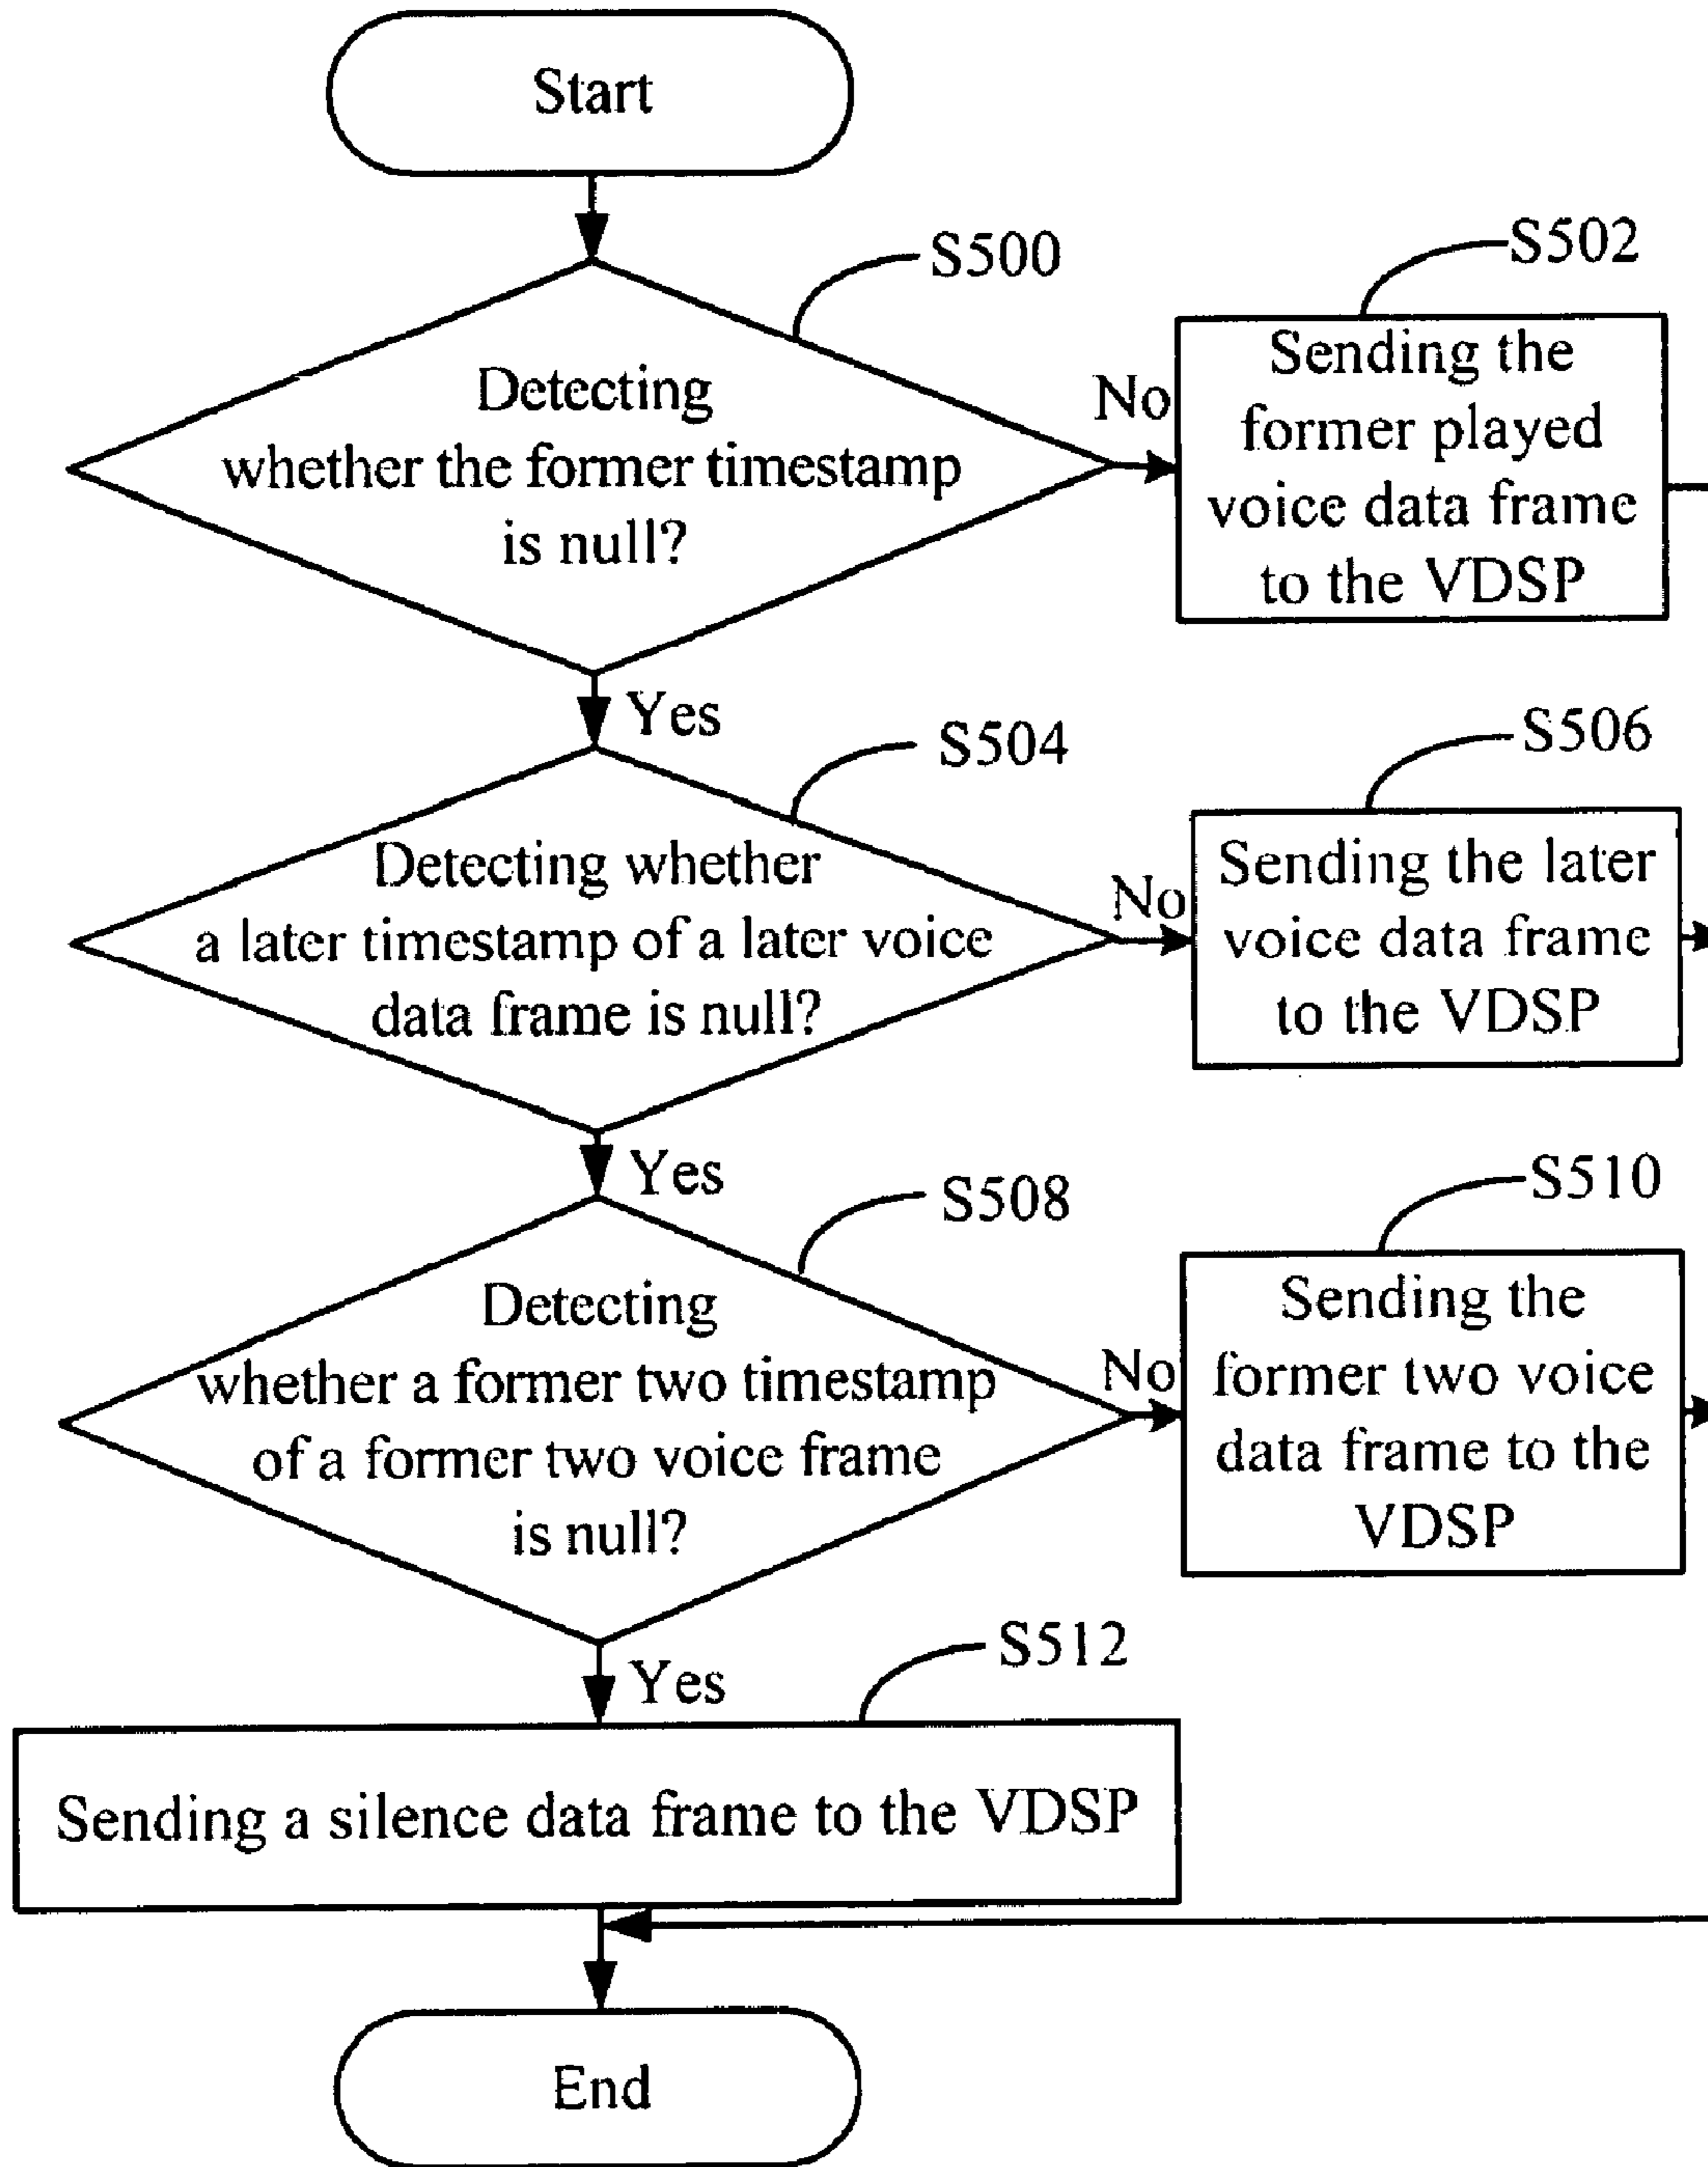 Start
S500
Detecting
whether the former timestamp
is null?
No
S502
Sending the
former played
voice data frame
to the VDSP
Yes
S504
Detecting whether
a later timestamp of a later voice
data frame is null?
No
S506
Sending the later
voice data frame
to the VDSP
Yes
S508
Detecting
whether a former two timestamp
of a former two voice frame
is null?
No
S510
Sending the
former two voice
data frame to the
VDSP
Yes
S512
Sending a silence data frame to the VDSP
End